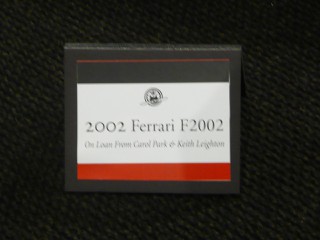 2002 Ferrari F2002
On Loan From Carol Park & Keith Leighton